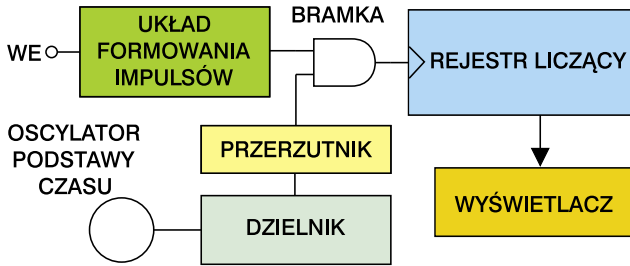 WE
UKŁAD
FORMOWANIA
IMPULSÓW
BRAMKA
REJESTR LICZĄCY
OSCYLATOR
PODSTAWY
CZASU
PRZERZUTNIK
DZIELNIK
WYŚWIETLACZ